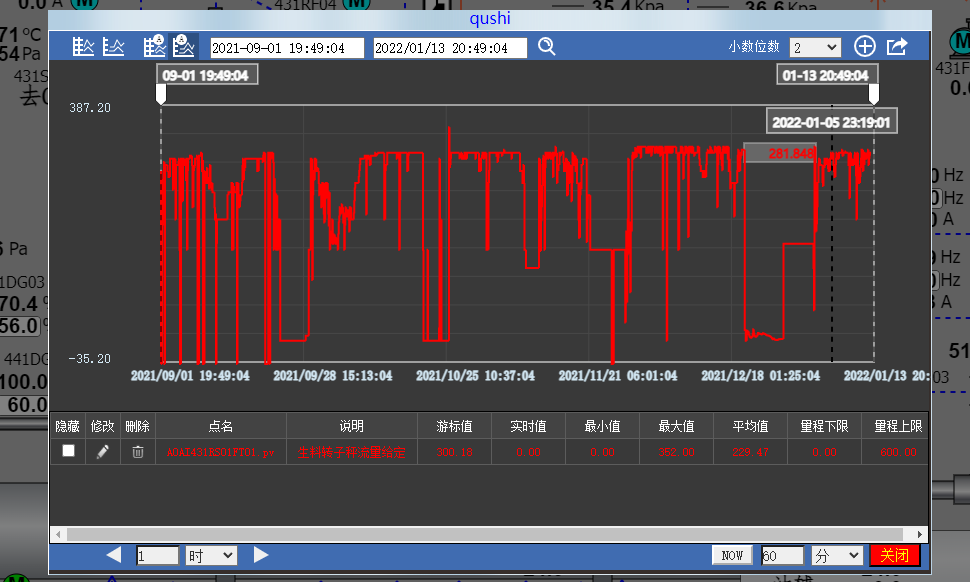 0.0 A
M
431RF04
M
35.4 Kpa
36.6 Kpa
qushi
71 ℃
54 Pa
431S
去
2021-09-01 19:49:04
2022/01/13 20:49:04
小数位数
2
M
431F
0.
09-01 19:49:04
01-13 20:49:04
387.20
2022-01-05 23:19:01
281.848
0 Hz
0 Hz
0 A
6 Pa
9 Hz
0 Hz
3 A
1DG03
70.4
56.0
-35.20
441DG
51
2021/09/01 19:49:04
2021/09/28 15:13:04
2021/10/25 10:37:04
2021/11/21 06:01:04
2021/12/18 01:25:04
2022/01/13 20:
03
100.0
60.0
隐藏 修改 删除 点名 说明 游标值 实时值 最小值 最大值 平均值 量程下限 量程上限
A0AI431RS01FT01.pv 生料转子秤流量给定 300.18 0.00 0.00 352.00 229.47 0.00 600.00
1 时
NOW 60 分 关闭